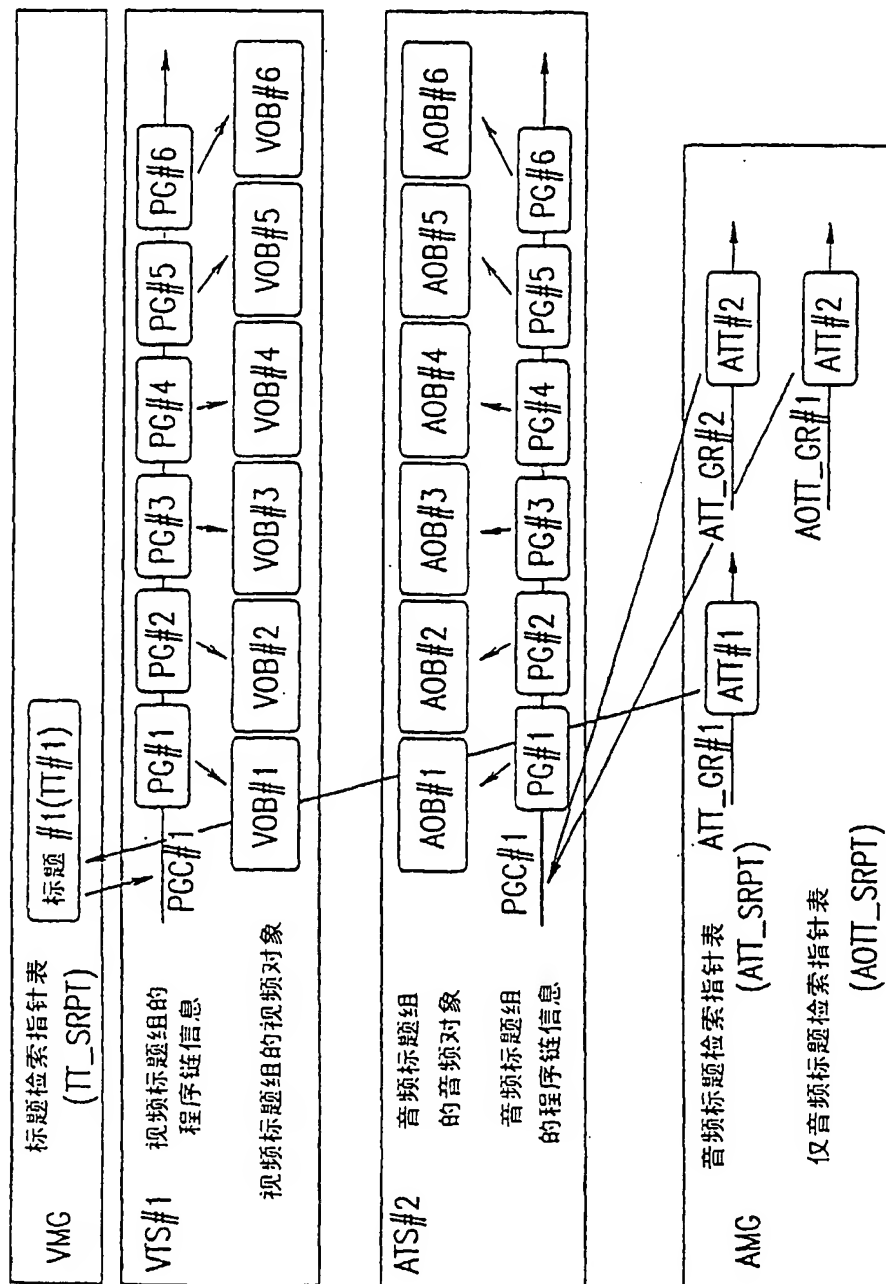 VMG
标题检索指针表
(TT_SRPT)
标题 #1(TT#1)
VTS#1
视频标题组的
程序链信息
PGC#1
PG#1 PG#2 PG#3 PG#4 PG#5 PG#6
视频标题组的视频对象
VOB#1 VOB#2 VOB#3 VOB#4 VOB#5 VOB#6
ATS#2
音频标题组
的音频对象
AOB#1 AOB#2 AOB#3 AOB#4 AOB#5 AOB#6
音频标题组
的程序链信息
PGC#1
PG#1 PG#2 PG#3 PG#4 PG#5 PG#6
AMG
音频标题检索指针表
(ATT_SRPT)
ATT_GR#1
ATT#1
ATT_GR#2
ATT#2
仅音频标题检索指针表
(AOTT_SRPT)
AOTT_GR#1
ATT#2